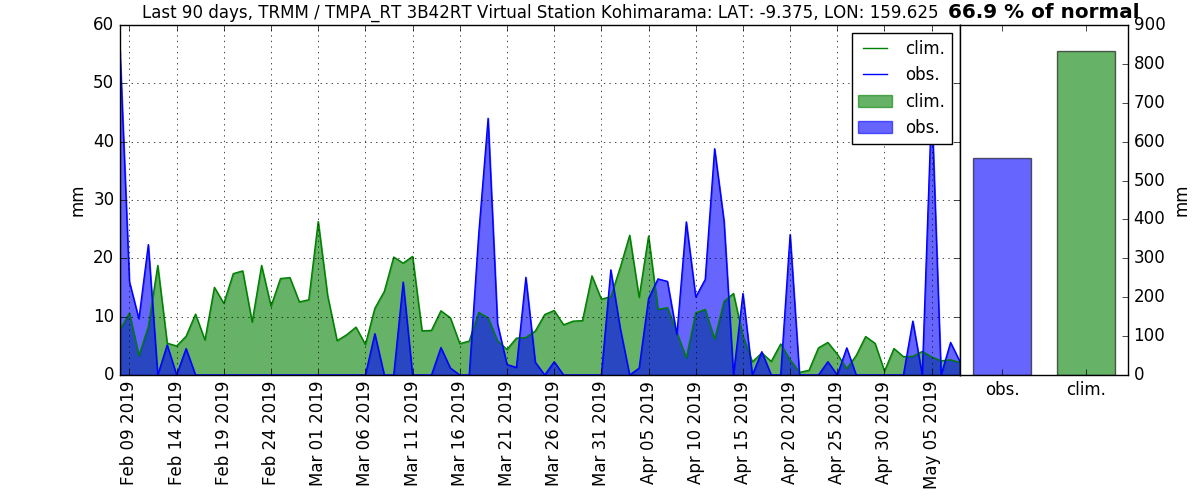 Last 90 days, TRMM / TMPA_RT 3B42RT Virtual Station Kohimarama: LAT: -9.375, LON: 159.625 66.9 % of normal
60
50
40
30
20
10
0
mm
clim.
obs.
clim.
obs.
900
800
700
600
500
400
300
200
100
0
mm
obs. clim.
Feb 09 2019
Feb 14 2019
Feb 19 2019
Feb 24 2019
Mar 01 2019
Mar 06 2019
Mar 11 2019
Mar 16 2019
Mar 21 2019
Mar 26 2019
Mar 31 2019
Apr 05 2019
Apr 10 2019
Apr 15 2019
Apr 20 2019
Apr 25 2019
Apr 30 2019
May 05 2019